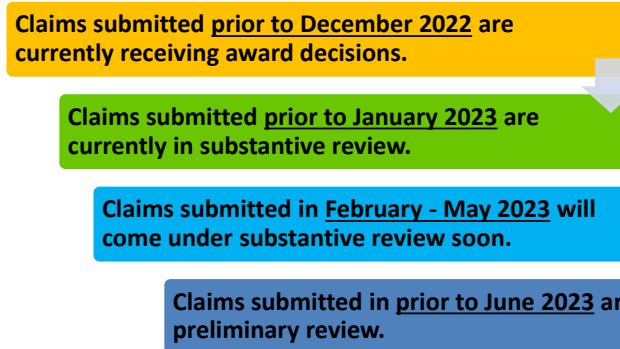 Claims submitted prior to December 2022 are
currently receiving award decisions.
Claims submitted prior to January 2023 are
currently in substantive review.
Claims submitted in February - May 2023 will
come under substantive review soon.
Claims submitted in prior to June 2023
preliminary review.